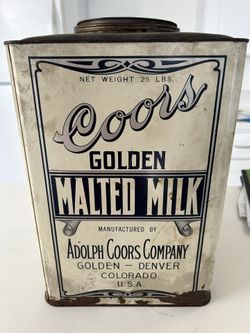 NET WEIGHT 25 LBS.
Coors
GOLDEN
MALTED MILK
MANUFACTURED BY
ADOLPH COORS COMPANY
GOLDEN — DENVER
COLORADO
U.S.A.